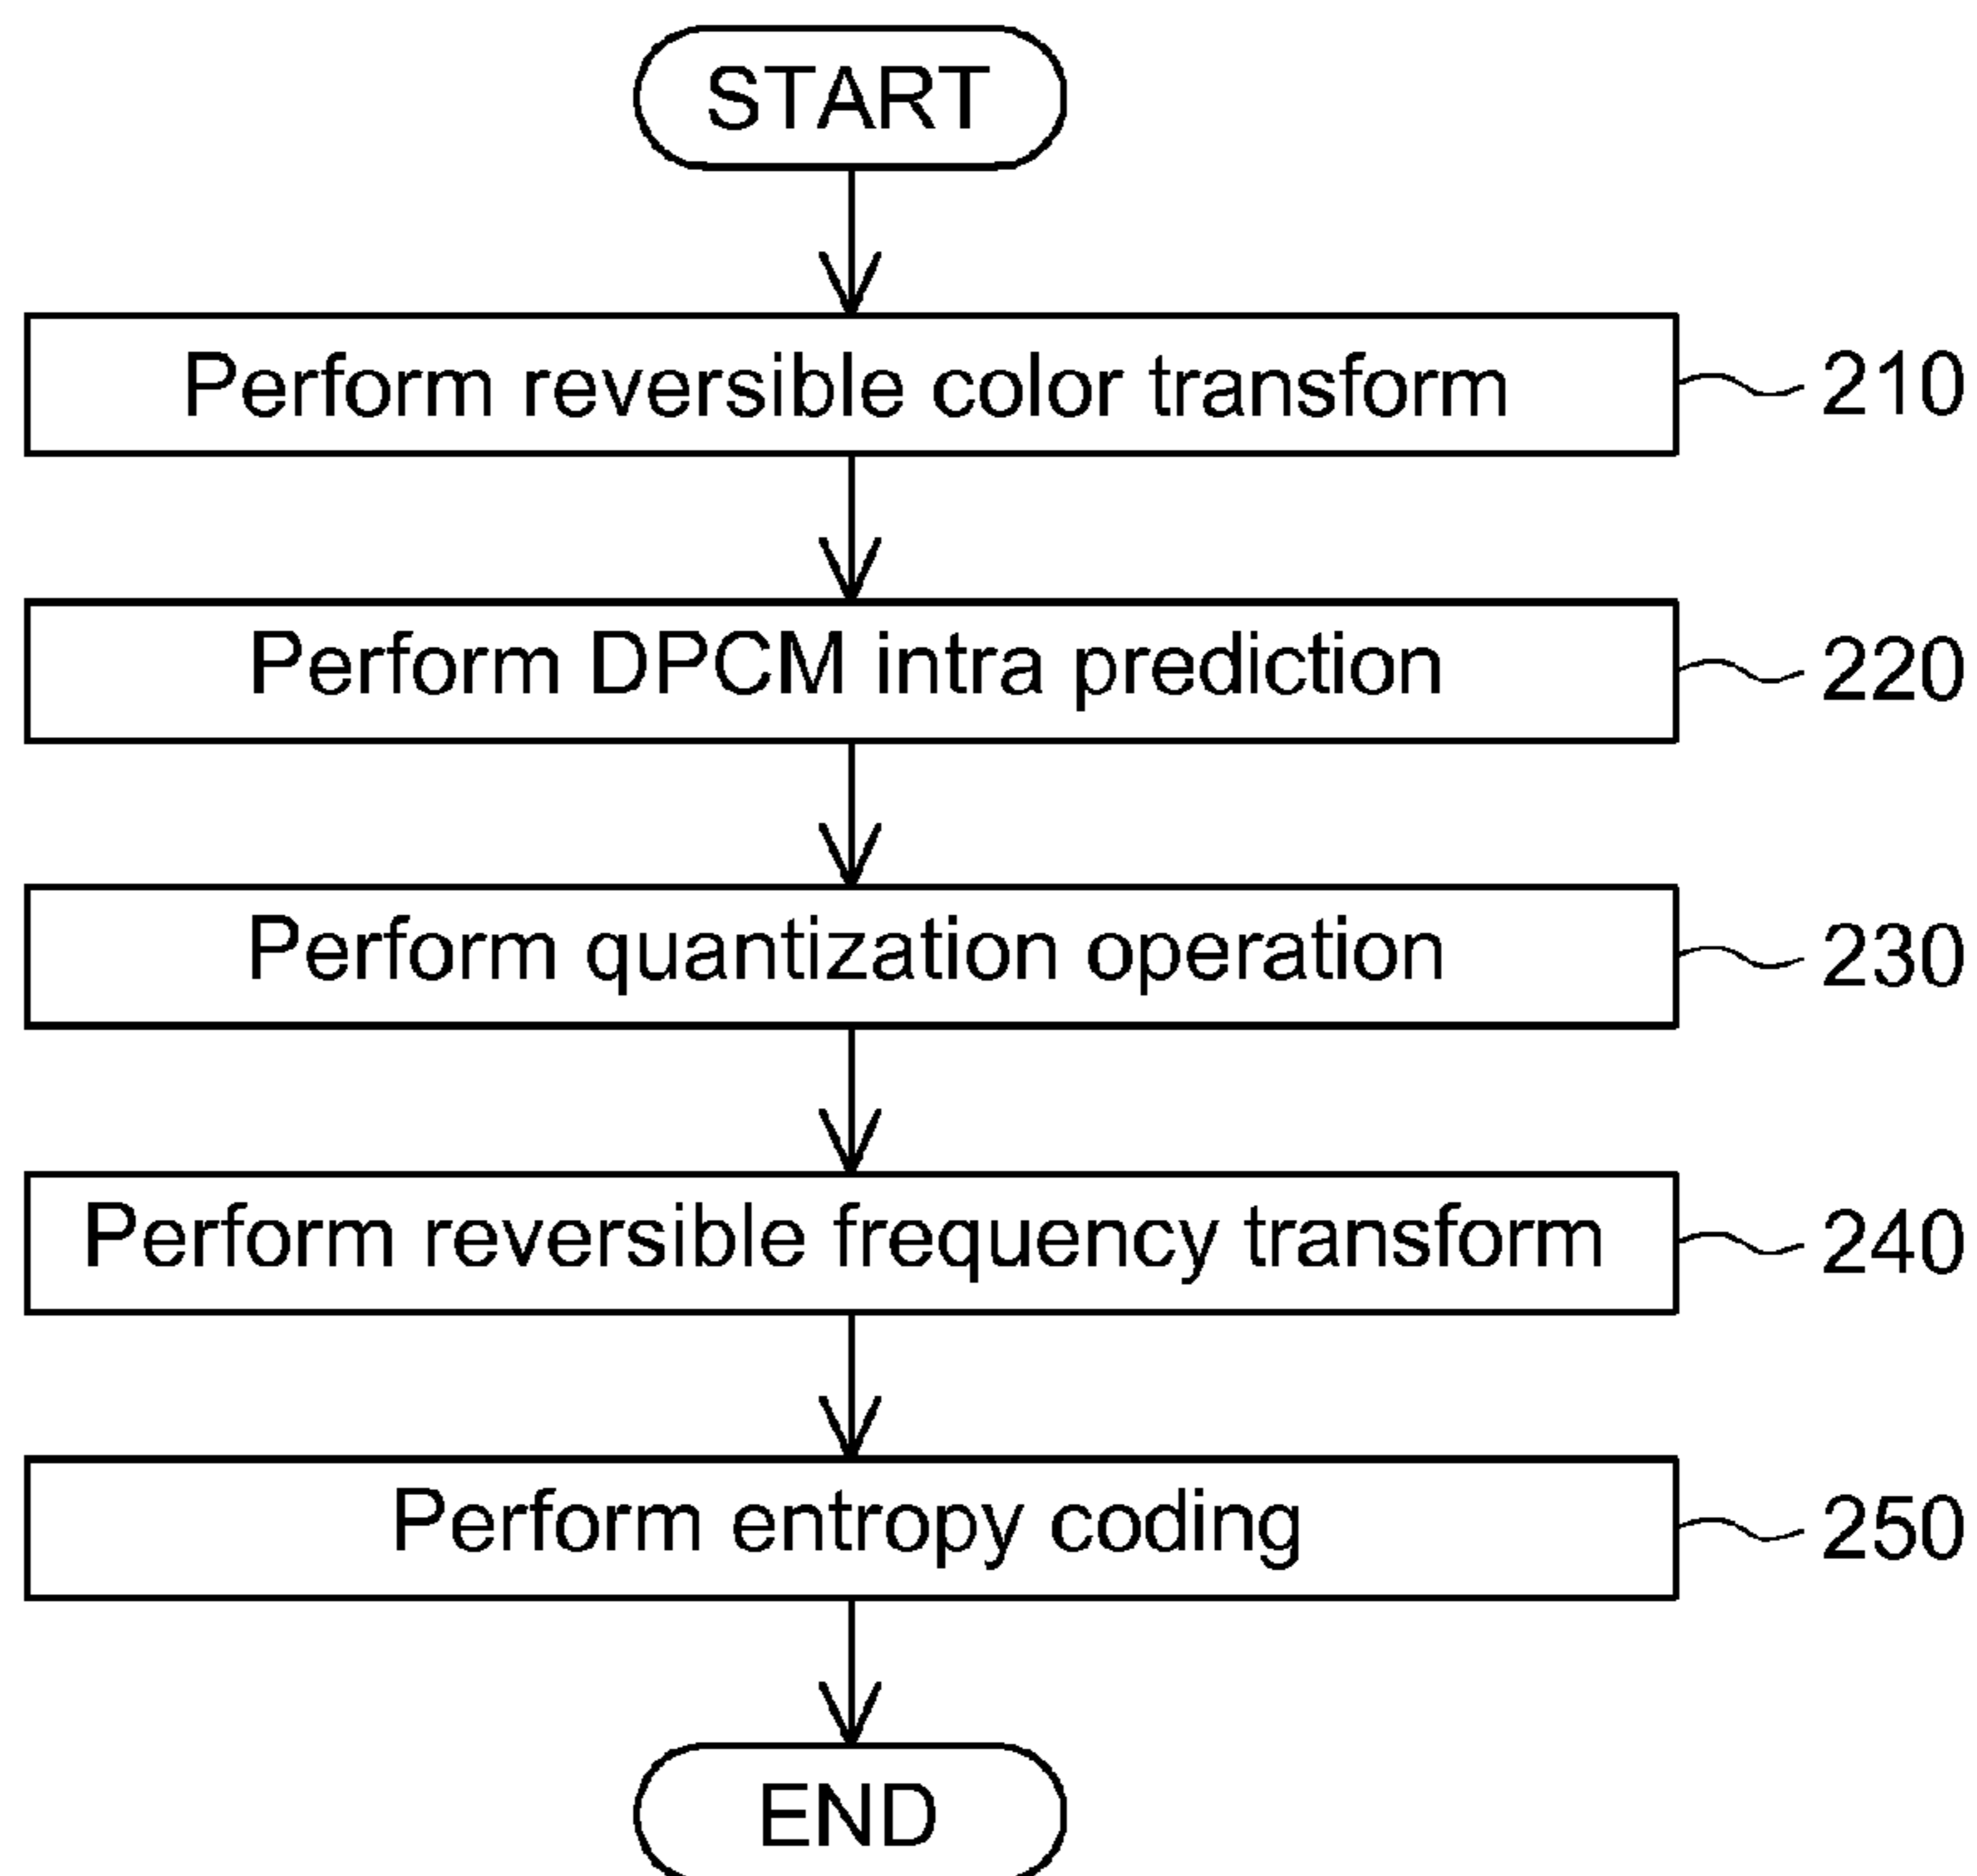 START
Perform reversible color transform 210
Perform DPCM intra prediction 220
Perform quantization operation 230
Perform reversible frequency transform 240
Perform entropy coding 250
END